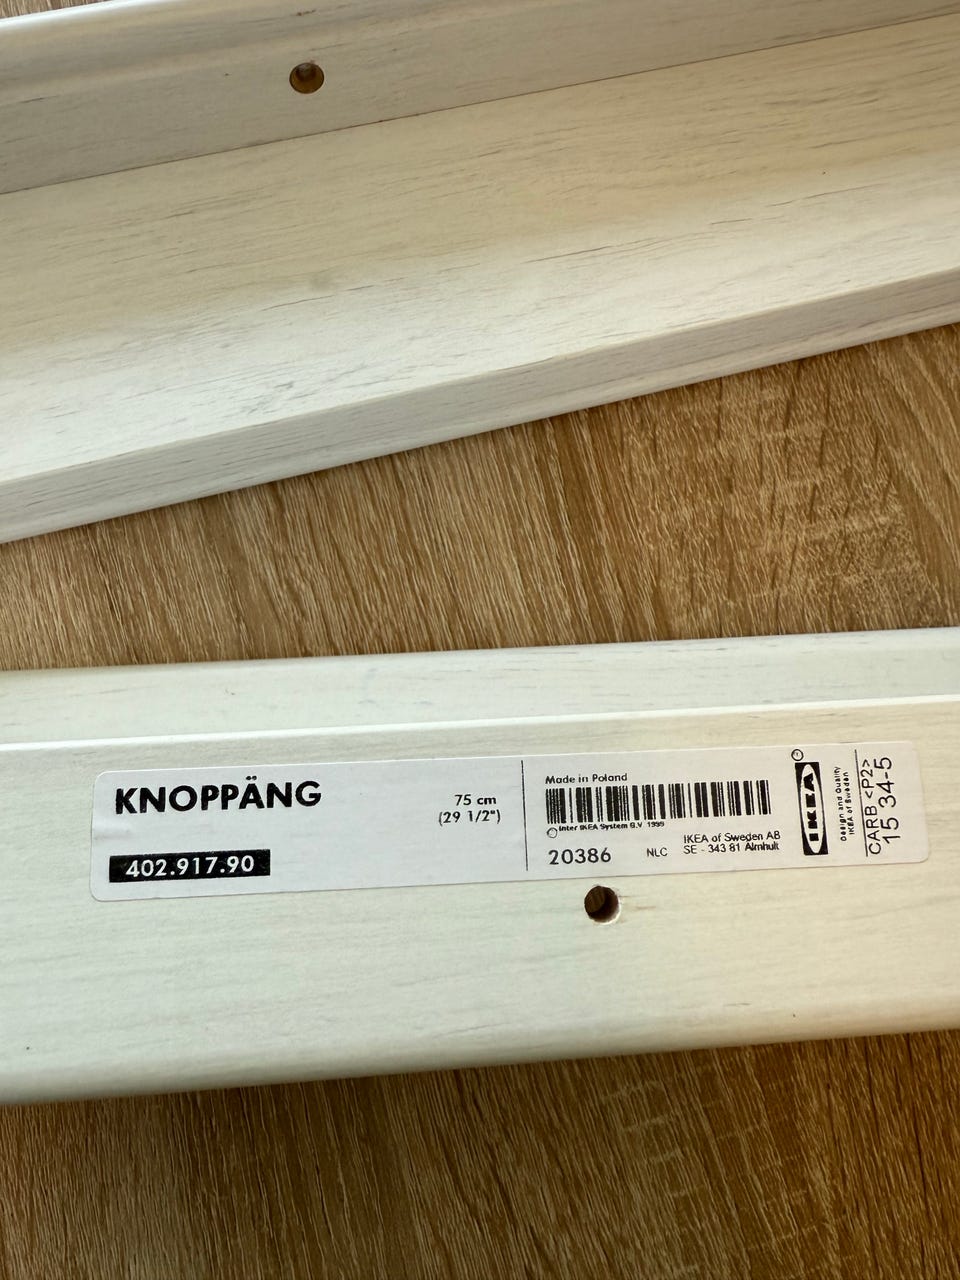 KNOPPÄNG
75 cm
(29 1/2")
402.917.90
Made in Poland
© Inter IKEA System B.V. 1999
20386
NLC
IKEA of Sweden AB
SE - 343 81 Älmhult
IKEA
®
Design and Quality
IKEA of Sweden
CARB <P2>
15 34-5